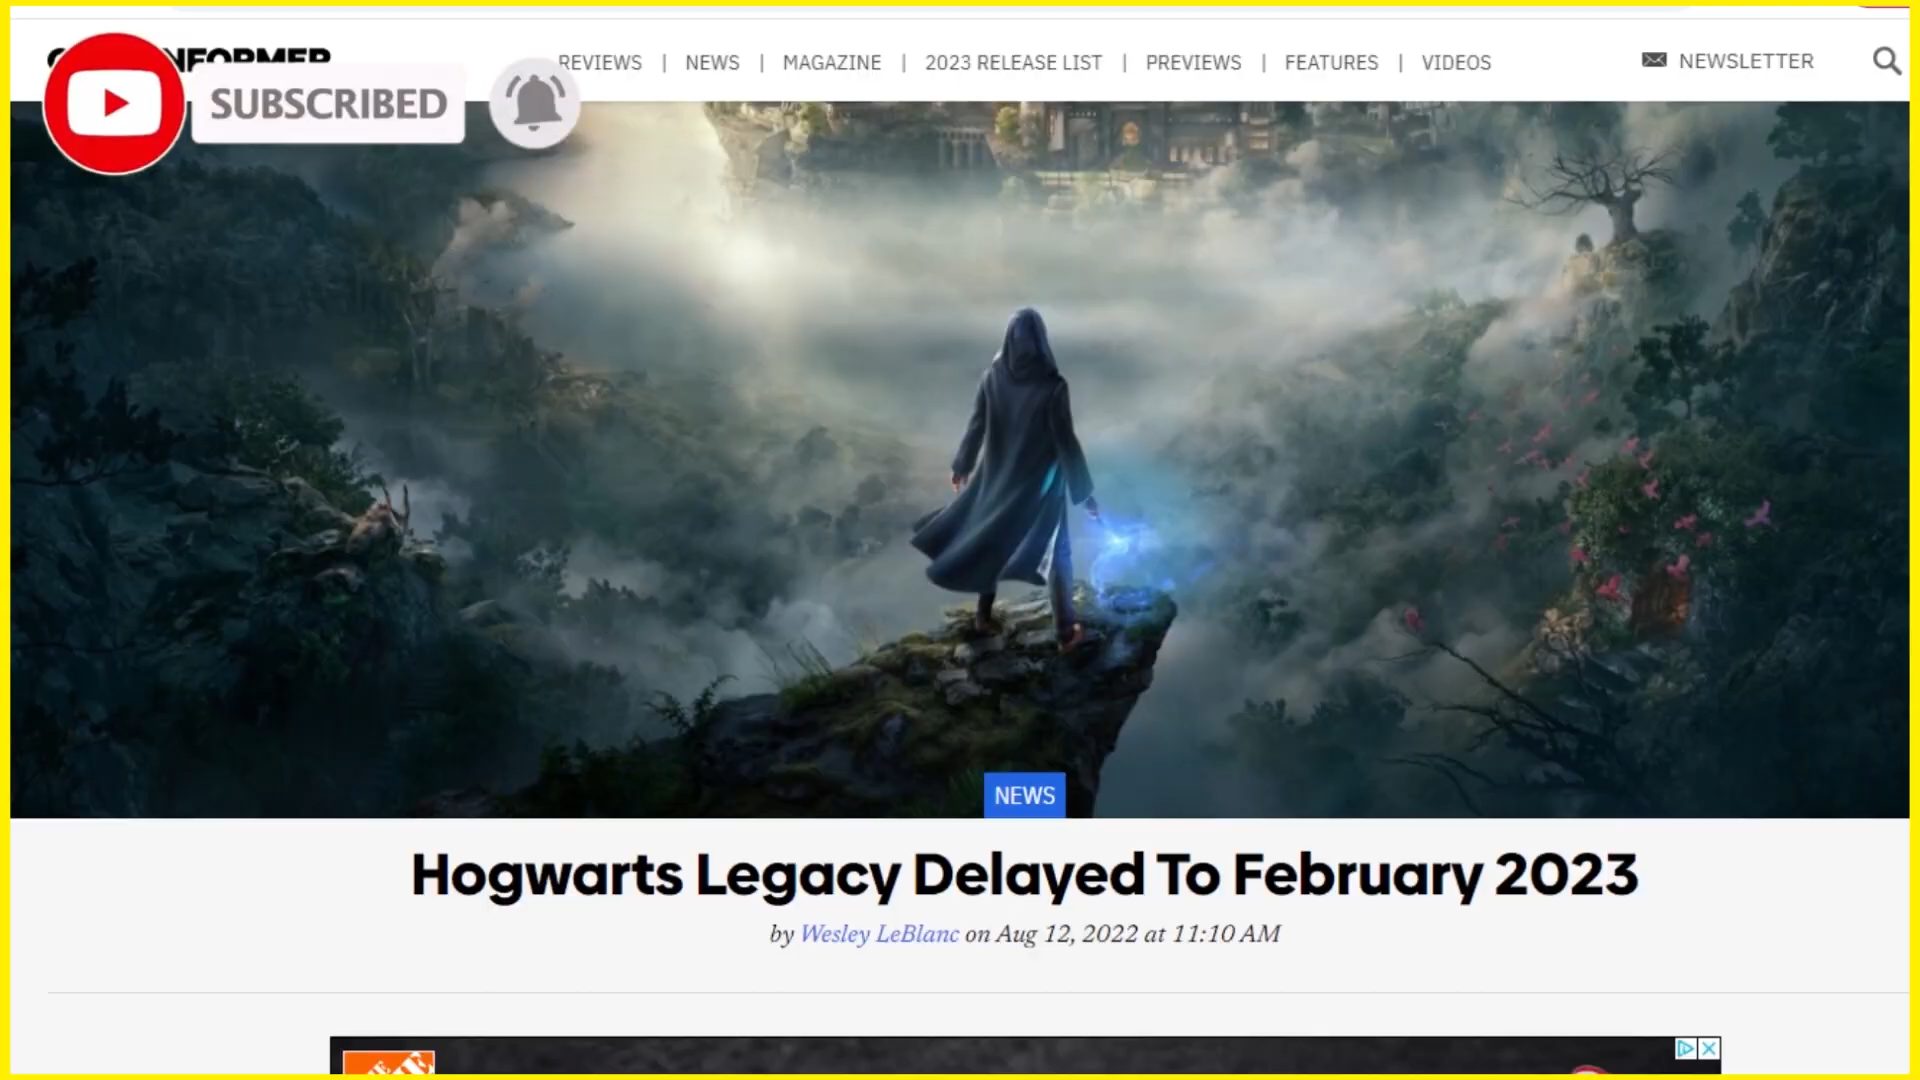 REVIEWS | NEWS | MAGAZINE | 2023 RELEASE LIST | PREVIEWS | FEATURES | VIDEOS
NEWSLETTER
SUBSCRIBED
NEWS
Hogwarts Legacy Delayed To February 2023
by Wesley LeBlanc on Aug 12, 2022 at 11:10 AM